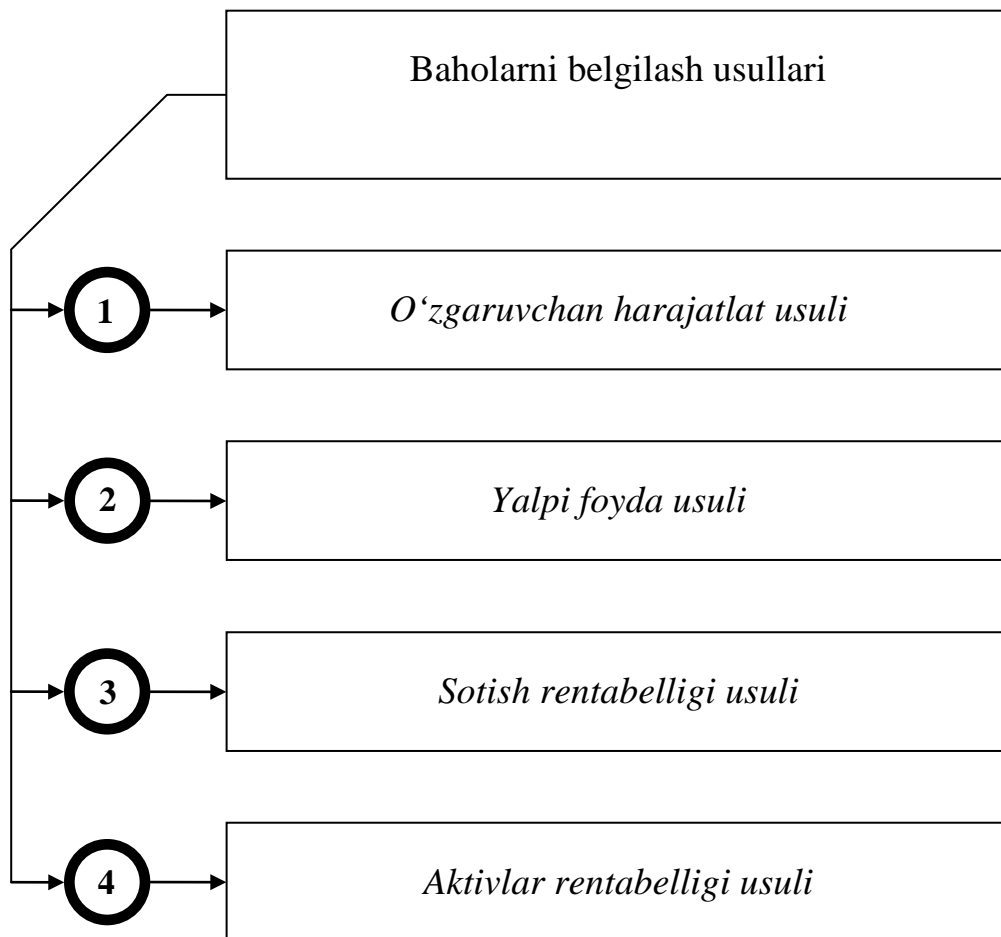 Baholarni belgilash usullari
1
O‘zgaruvchan harajatlat usuli
2
Yalpi foyda usuli
3
Sotish rentabelligi usuli
4
Aktivlar rentabelligi usuli